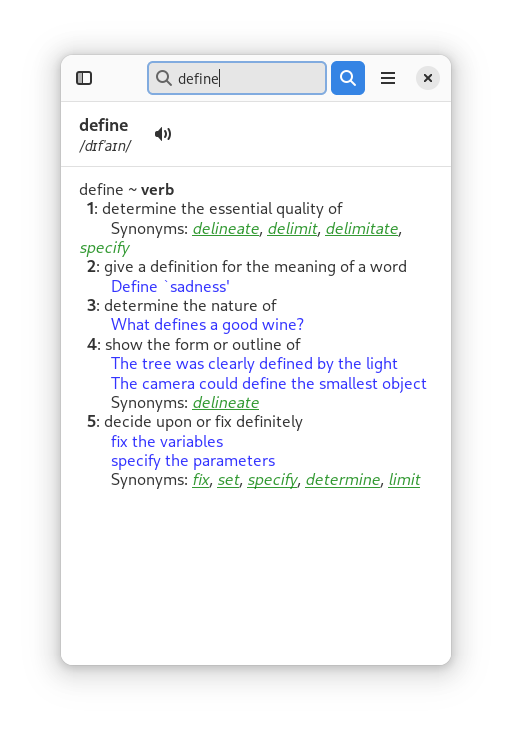 define
define
/dɪfaɪn/
define ~ verb
1: determine the essential quality of
Synonyms: delineate, delimit, delimitate,
specify
2: give a definition for the meaning of a word
Define `sadness'
3: determine the nature of
What defines a good wine?
4: show the form or outline of
The tree was clearly defined by the light
The camera could define the smallest object
Synonyms: delineate
5: decide upon or fix definitely
fix the variables
specify the parameters
Synonyms: fix, set, specify, determine, limit